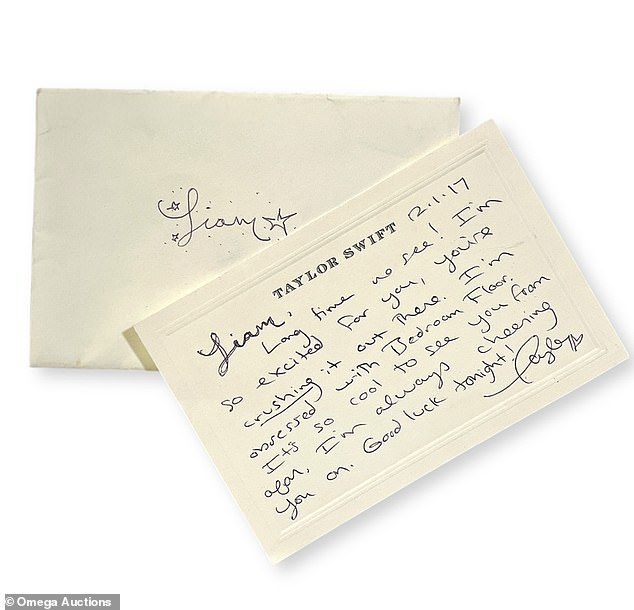 Liam
TAYLOR SWIFT
12.1.17
Liam,
Long time no see! I'm
so excited for you, you're
crushing it out there. I'm
obsessed with Bedroom Floor.
It's so cool to see you from
afar, I'm always cheering
you on. Good luck tonight!
Taylor
© Omega Auctions